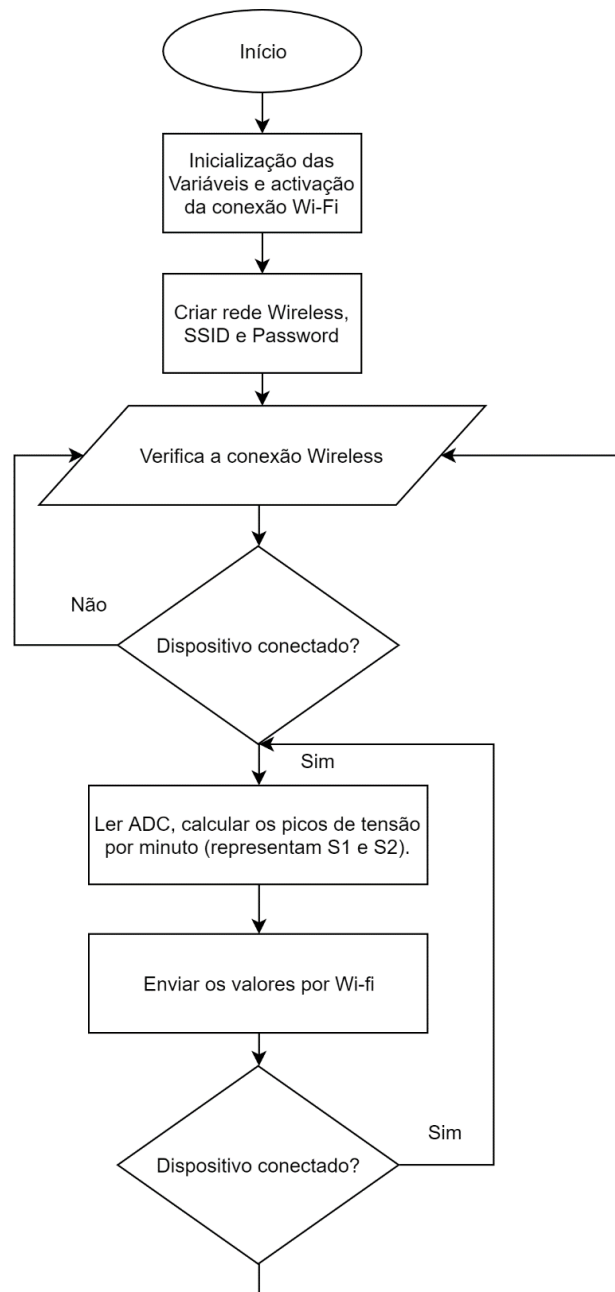 Início
Inicialização das
Variáveis e activação
da conexão Wi-Fi
Criar rede Wireless,
SSID e Password
Verifica a conexão Wireless
Não
Dispositivo conectado?
Sim
Ler ADC, calcular os picos de tensão
por minuto (representam S1 e S2).
Enviar os valores por Wi-fi
Sim
Dispositivo conectado?